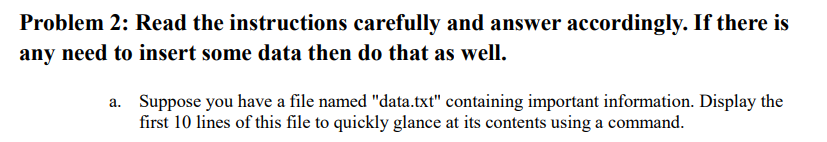 Problem 2: Read the instructions carefully and answer accordingly. If there is
any need to insert some data then do that as well.
a. Suppose you have a file named "data.txt" containing important information. Display the
first 10 lines of this file to quickly glance at its contents using a command.